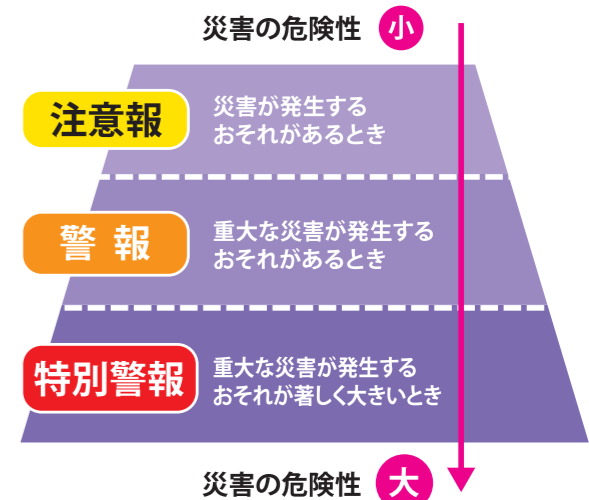 災害の危険性 小
注意報
災害が発生する
おそれがあるとき
警報
重大な災害が発生する
おそれがあるとき
特別警報
重大な災害が発生する
おそれが著しく大きいとき
災害の危険性 大